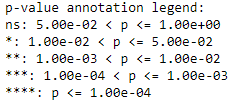 p-value annotation legend:
ns: 5.00e-02 < p <= 1.00e+00
*: 1.00e-02 < p <= 5.00e-02
**: 1.00e-03 < p <= 1.00e-02
***: 1.00e-04 < p <= 1.00e-03
****: p <= 1.00e-04